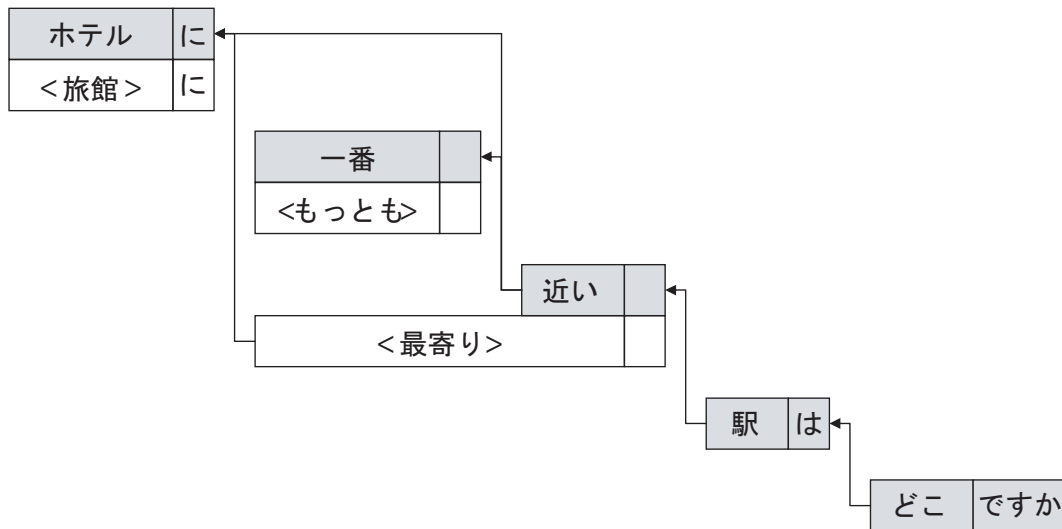 ホテル に
<旅館> に
一番
<もっとも>
近い
<最寄り>
駅 は
どこ ですか